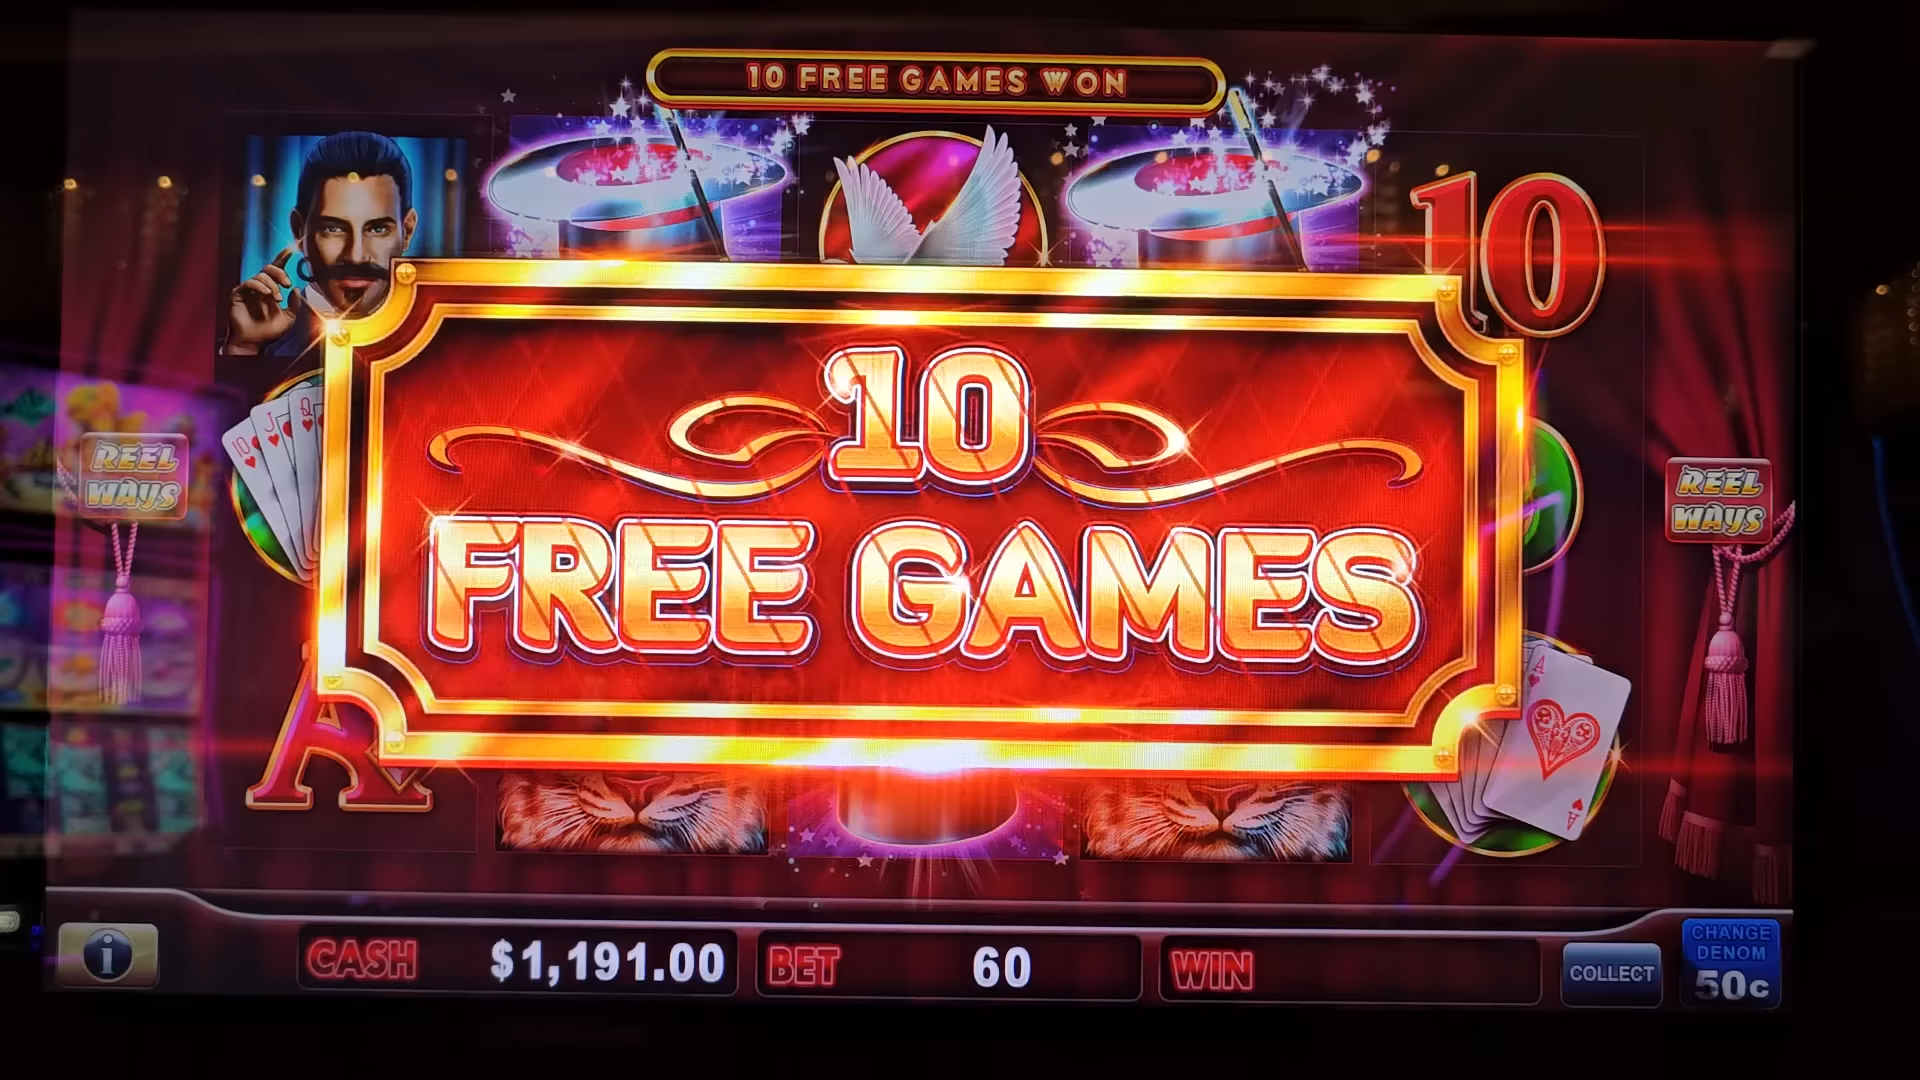 10 FREE GAMES WON
10
10
J
Q
REEL
WAYS
10
FREE GAMES
REEL
WAYS
A
A
A
CASH $1,191.00 BET 60 WIN
COLLECT
CHANGE
DENOM
50c
i